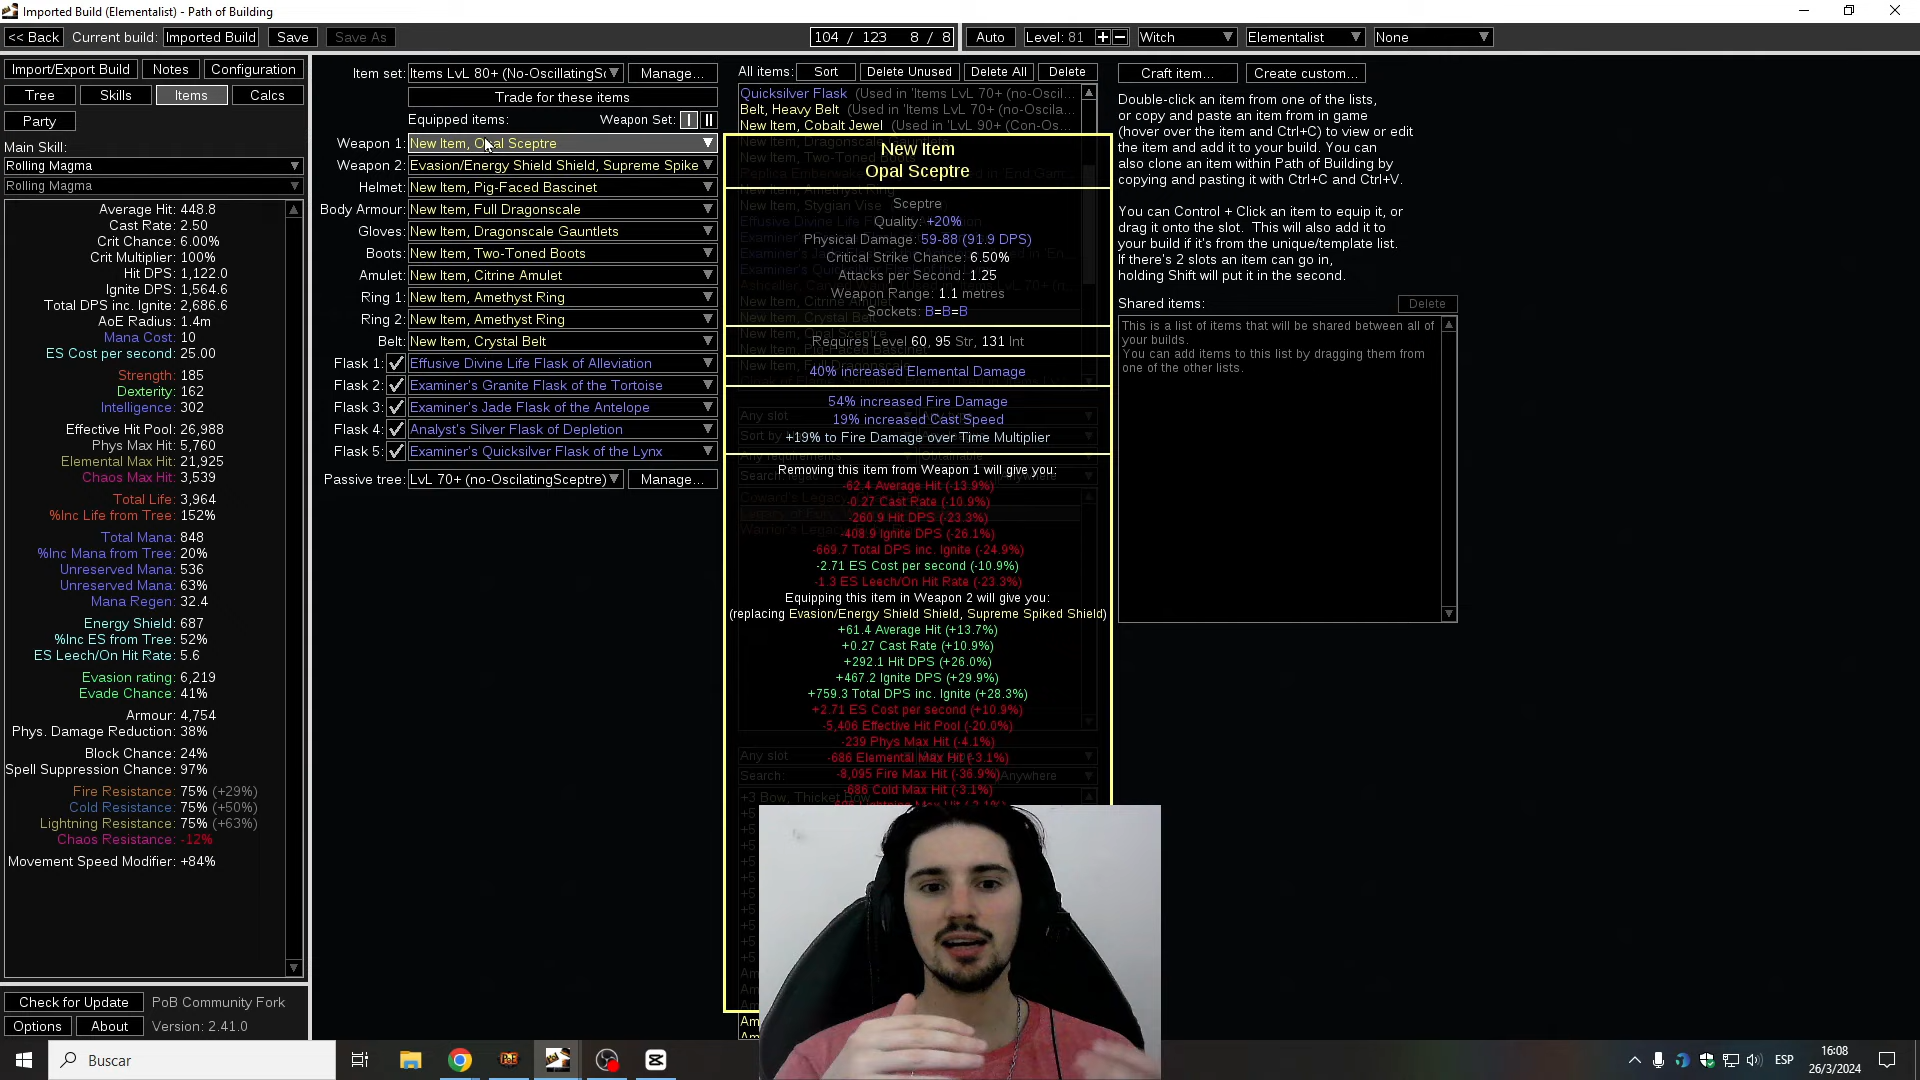 Imported Build (Elementalist) - Path of Building
<< Back
Current build: Imported Build
Save
Save As
104 / 123 8 / 8
Auto
Level: 81
+
Witch
Elementalist
None
Import/Export Build
Notes
Configuration
Tree
Skills
Items
Calcs
Party
Main Skill:
Rolling Magma
Rolling Magma
Average Hit: 448.8
Cast Rate: 2.50
Crit Chance: 6.00%
Crit Multiplier: 100%
Hit DPS: 1,122.0
Ignite DPS: 1,564.6
Total DPS inc. Ignite: 2,686.6
AoE Radius: 1.4m
Mana Cost: 10
ES Cost per second: 25.00
Strength: 185
Dexterity: 162
Intelligence: 302
Effective Hit Pool: 26,988
Phys Max Hit: 5,760
Elemental Max Hit: 21,925
Chaos Max Hit: 3,539
Total Life: 3,964
%Inc Life from Tree: 152%
Total Mana: 848
%Inc Mana from Tree: 20%
Unreserved Mana: 536
Unreserved Mana: 63%
Mana Regen: 32.4
Energy Shield: 687
%Inc ES from Tree: 52%
ES Leech/On Hit Rate: 5.6
Evasion rating: 6,219
Evade Chance: 41%
Armour: 4,754
Phys. Damage Reduction: 38%
Block Chance: 24%
Spell Suppression Chance: 97%
Fire Resistance: 75% (+29%)
Cold Resistance: 75% (+50%)
Lightning Resistance: 75% (+63%)
Chaos Resistance: -12%
Movement Speed Modifier: +84%
Check for Update
PoB Community Fork
Options
About
Version: 2.41.0
Item set: Items LvL 80+ (No-OscillatingSc
Manage...
Trade for these items
Equipped items:
Weapon Set: I II
Weapon 1: New Item, Opal Sceptre
Weapon 2: Evasion/Energy Shield Shield, Supreme Spike
Helmet: New Item, Pig-Faced Bascinet
Body Armour: New Item, Full Dragonscale
Gloves: New Item, Dragonscale Gauntlets
Boots: New Item, Two-Toned Boots
Amulet: New Item, Citrine Amulet
Ring 1: New Item, Amethyst Ring
Ring 2: New Item, Amethyst Ring
Belt: New Item, Crystal Belt
Flask 1: Effusive Divine Life Flask of Alleviation
Flask 2: Examiner's Granite Flask of the Tortoise
Flask 3: Examiner's Jade Flask of the Antelope
Flask 4: Analyst's Silver Flask of Depletion
Flask 5: Examiner's Quicksilver Flask of the Lynx
Passive tree: LvL 70+ (no-OscilatingSceptre)
Manage...
All items:
Sort
Delete Unused
Delete All
Delete
Quicksilver Flask (Used in 'Items LvL 70+ (no-Oscila...
Belt, Heavy Belt (Used in 'Items LvL 70+ (no-Oscila...
New Item, Cobalt Jewel (Used in 'LvL 90+ (Con-Os...
New Item
Opal Sceptre
Sceptre
Quality: +20%
Physical Damage: 59-88 (91.9 DPS)
Critical Strike Chance: 6.50%
Attacks per Second: 1.25
Weapon Range: 1.1 metres
Sockets: B=B=B
Requires Level 60, 95 Str, 131 Int
40% increased Elemental Damage
54% increased Fire Damage
19% increased Cast Speed
+19% to Fire Damage over Time Multiplier
Removing this item from Weapon 1 will give you:
-62.4 Average Hit (-13.9%)
-0.27 Cast Rate (-10.9%)
-260.9 Hit DPS (-23.3%)
-408.9 Ignite DPS (-26.1%)
-669.7 Total DPS inc. Ignite (-24.9%)
-2.71 ES Cost per second (-10.9%)
-1.3 ES Leech/On Hit Rate (-23.3%)
Equipping this item in Weapon 2 will give you:
(replacing Evasion/Energy Shield Shield, Supreme Spiked Shield)
+61.4 Average Hit (+13.7%)
+0.27 Cast Rate (+10.9%)
+292.1 Hit DPS (+26.0%)
+467.2 Ignite DPS (+29.9%)
+759.3 Total DPS inc. Ignite (+28.3%)
+2.71 ES Cost per second (+10.9%)
-5,406 Effective Hit Pool (-20.0%)
-239 Phys Max Hit (-4.1%)
-686 Elemental Max Hit (-3.1%)
-8,095 Fire Max Hit (-36.9%)
-686 Cold Max Hit (-3.1%)
Any slot
Search:
Anywhere
+3 Bow, Thicket Bow
Craft item...
Create custom...
Double-click an item from one of the lists,
or copy and paste an item from in game
(hover over the item and Ctrl+C) to view or edit
the item and add it to your build. You can
also clone an item within Path of Building by
copying and pasting it with Ctrl+C and Ctrl+V.
You can Control + Click an item to equip it, or
drag it onto the slot. This will also add it to
your build if it's from the unique/template list.
If there's 2 slots an item can go in,
holding Shift will put it in the second.
Shared items:
Delete
This is a list of items that will be shared between all of
your builds.
You can add items to this list by dragging them from
one of the other lists.
Buscar
ESP
16:08
26/3/2024